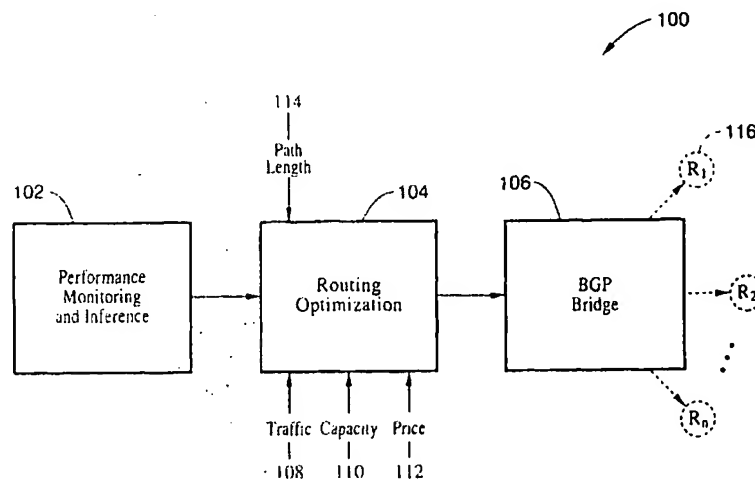 100
114
Path
Length
116
R1
102
104
106
Performance
Monitoring
and Inference
Routing
Optimization
BGP
Bridge
R2
Rn
Traffic Capacity Price
108 110 112